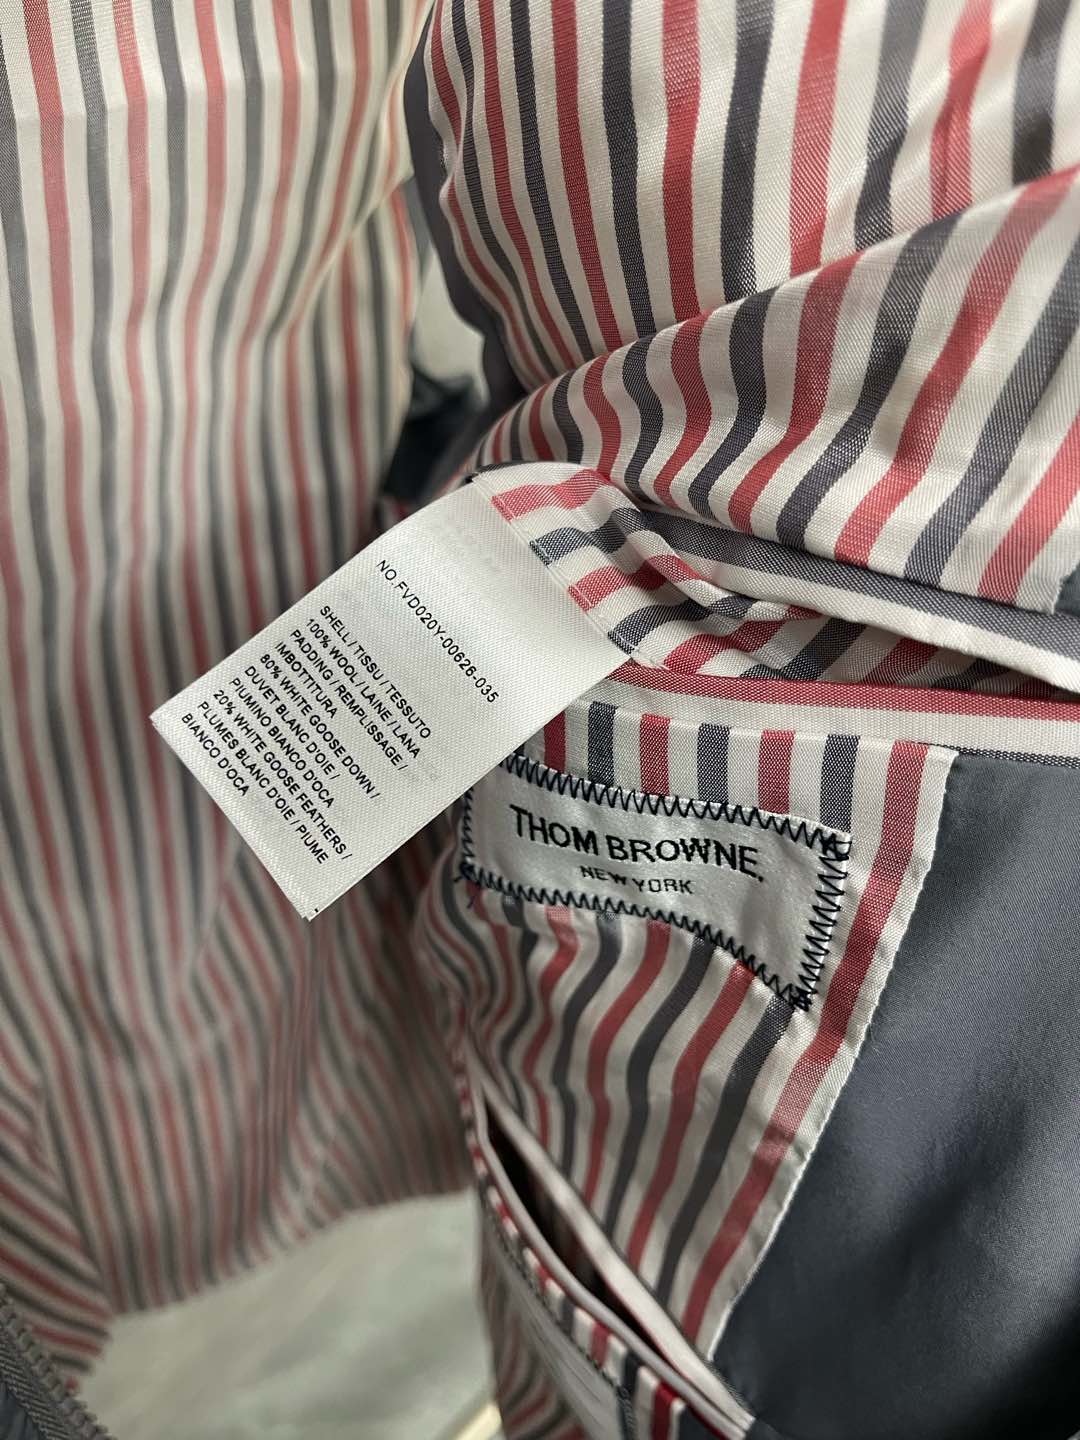 NO.FVD020Y-00626-035
SHELL / TISSU / TESSUTO
100% WOOL / LAINE / LANA
PADDING / REMPLISSAGE /
IMBOTTITURA
80% WHITE GOOSE DOWN /
DUVET BLANC D'OIE /
PIUMINO BIANCO D'OCA
20% WHITE GOOSE FEATHERS /
PLUMES BLANC D'OIE / PIUME
BIANCO D'OCA
THOM BROWNE.
NEW YORK